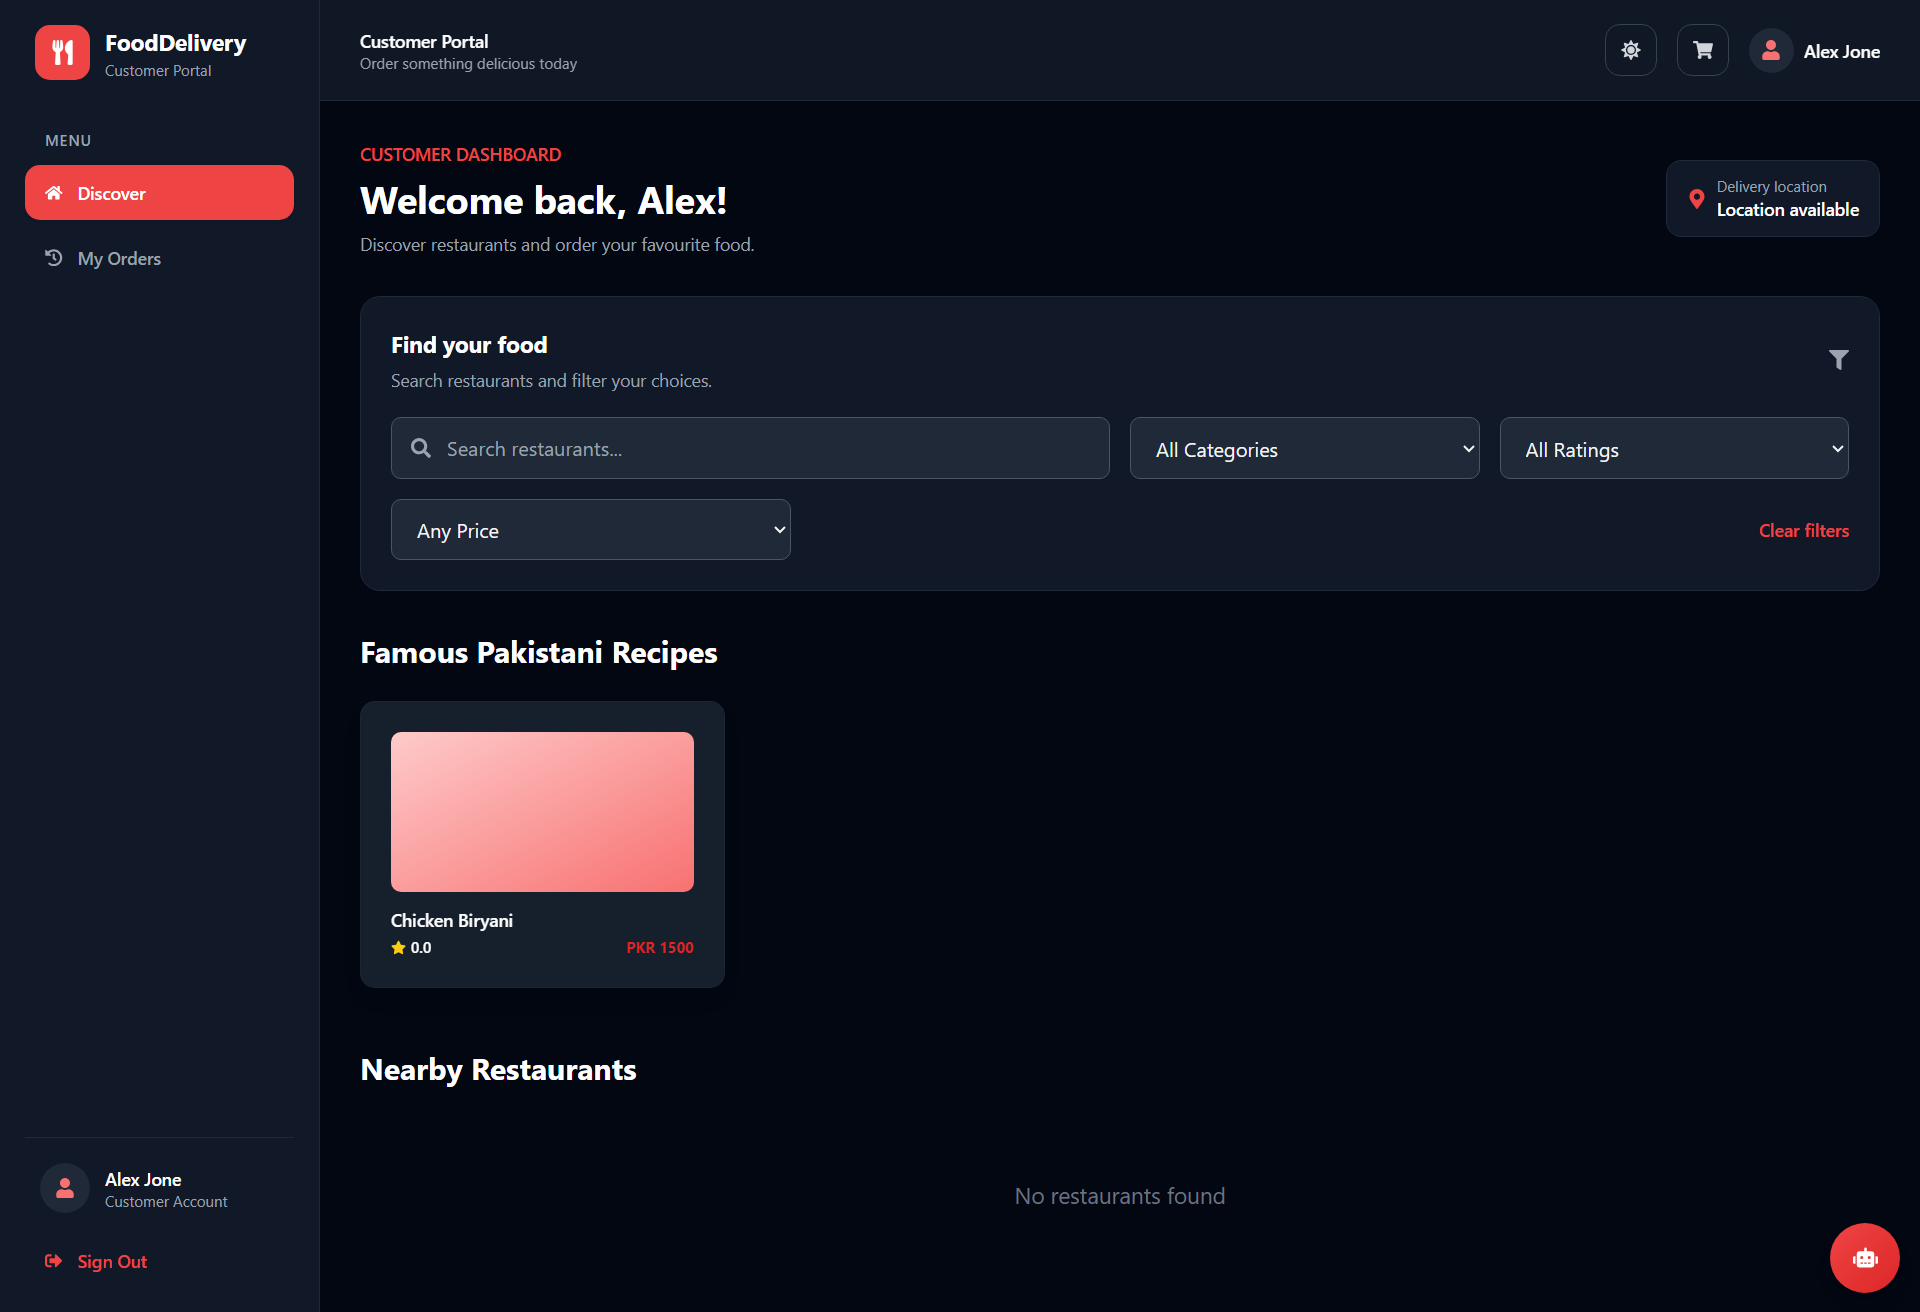 FoodDelivery
Customer Portal
MENU
Discover
My Orders
Alex Jone
Customer Account
Sign Out
Customer Portal
Order something delicious today
Alex Jone
CUSTOMER DASHBOARD
Welcome back, Alex!
Discover restaurants and order your favourite food.
Delivery location
Location available
Find your food
Search restaurants and filter your choices.
Search restaurants...
All Categories
All Ratings
Any Price
Clear filters
Famous Pakistani Recipes
Chicken Biryani
0.0
PKR 1500
Nearby Restaurants
No restaurants found